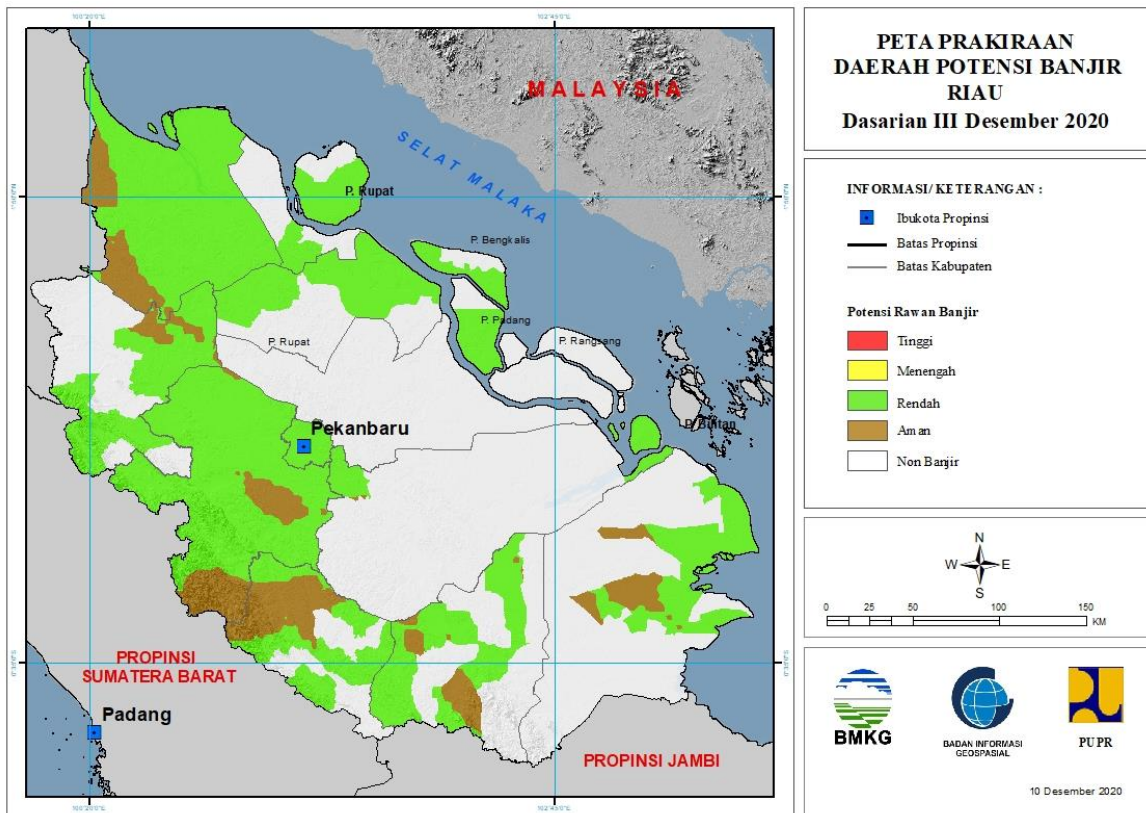 PETA PRAKIRAAN
DAERAH POTENSI BANJIR
RIAU
Dasarian III Desember 2020
INFORMASI/ KETERANGAN :
Ibukota Propinsi
Batas Propinsi
Batas Kabupaten
Potensi Rawan Banjir
Tinggi
Menengah
Rendah
Aman
Non Banjir
N
W
E
S
0
25
50
100
150
KM
BMKG
BADAN INFORMASI
GEOSPASIAL
PUPR
10 Desember 2020
MALAYSIA
SELAT MALAKA
P. Rupat
P. Bengkalis
P. Padang
P. Rangsang
P. Rupat
Pekanbaru
PROPINSI
SUMATERA BARAT
Padang
PROPINSI JAMBI